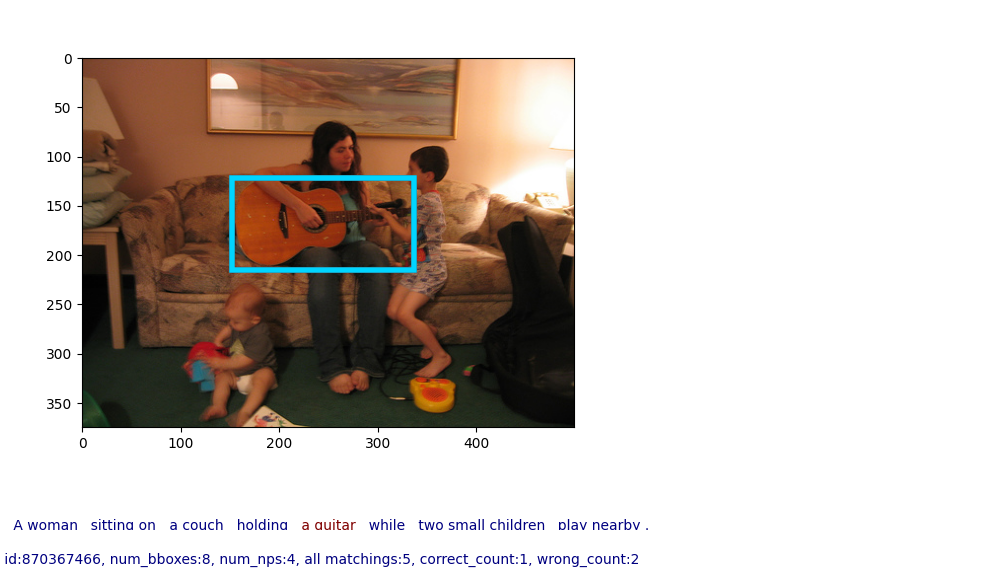 0
50
100
150
200
250
300
350
0 100 200 300 400
A woman sitting on a couch holding a guitar while two small children play nearby .
id:870367466, num_bboxes:8, num_nps:4, all matchings:5, correct_count:1, wrong_count:2